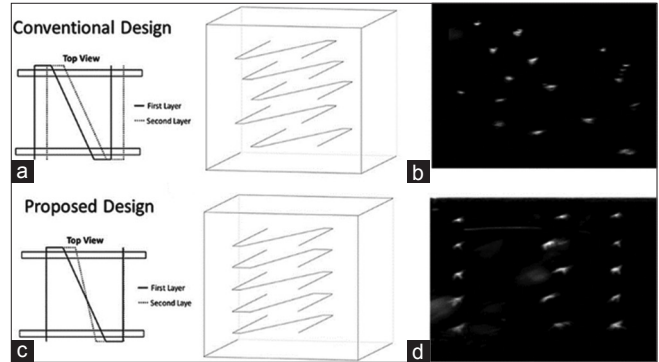 Conventional Design
Top View
First Layer
Second Layer
a
b
Proposed Design
Top View
First Layer
Second Laye
c
d